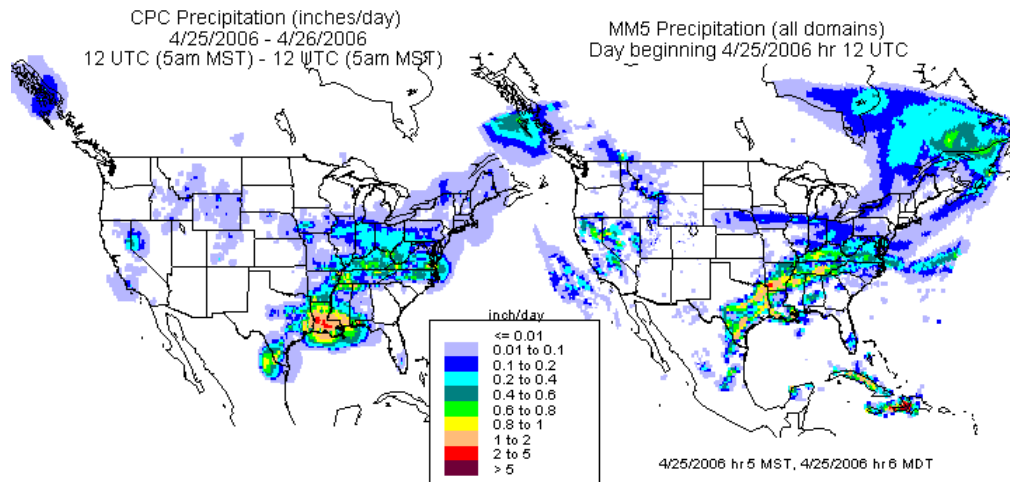 CPC Precipitation (inches/day)
4/25/2006 - 4/26/2006
12 UTC (5am MST) - 12 UTC (5am MST)
MM5 Precipitation (all domains)
Day beginning 4/25/2006 hr 12 UTC
inch/day
<= 0.01
0.01 to 0.1
0.1 to 0.2
0.2 to 0.4
0.4 to 0.6
0.6 to 0.8
0.8 to 1
1 to 2
2 to 5
> 5
4/25/2006 hr 5 MST, 4/25/2006 hr 6 MDT